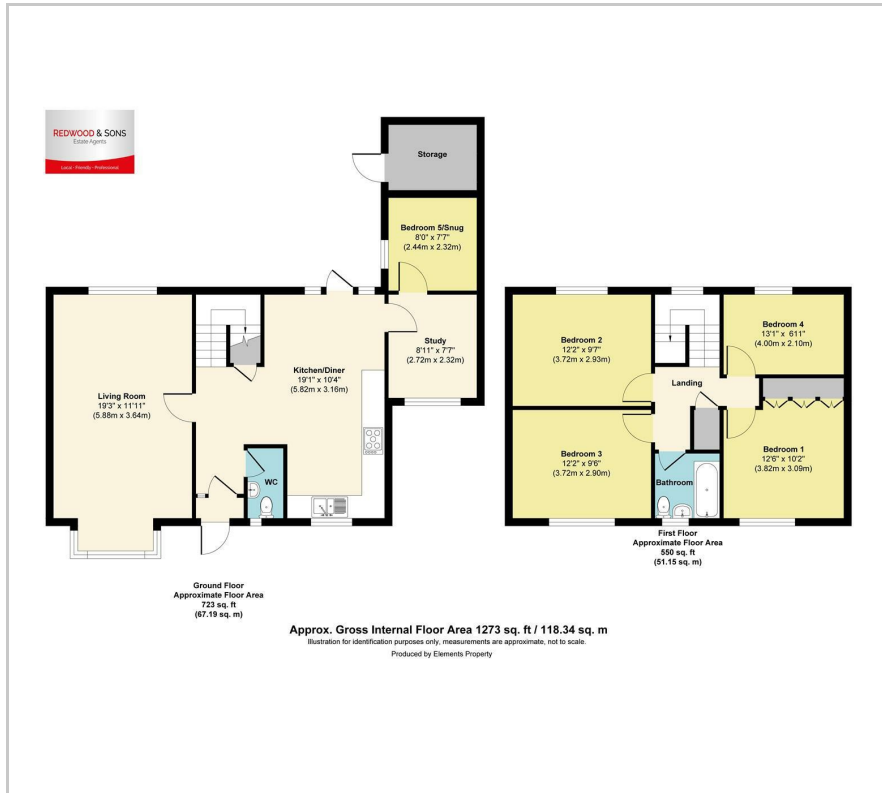 REDWOOD & SONS
Estate Agents
Local - Friendly - Professional
Storage
Bedroom 5/Snug
8'0" x 7'7"
(2.44m x 2.32m)
Study
8'11" x 7'7"
(2.72m x 2.32m)
Kitchen/Diner
19'1" x 10'4"
(5.82m x 3.16m)
Living Room
19'3" x 11'11"
(5.88m x 3.64m)
WC
Ground Floor
Approximate Floor Area
723 sq. ft
(67.19 sq. m)
Bedroom 2
12'2" x 9'7"
(3.72m x 2.93m)
Bedroom 4
13'1" x 6'11"
(4.00m x 2.10m)
Landing
Bedroom 3
12'2" x 9'6"
(3.72m x 2.90m)
Bedroom 1
12'6" x 10'2"
(3.82m x 3.09m)
Bathroom
First Floor
Approximate Floor Area
550 sq. ft
(51.15 sq. m)
Approx. Gross Internal Floor Area 1273 sq. ft / 118.34 sq. m
Illustration for identification purposes only, measurements are approximate, not to scale.
Produced by Elements Property